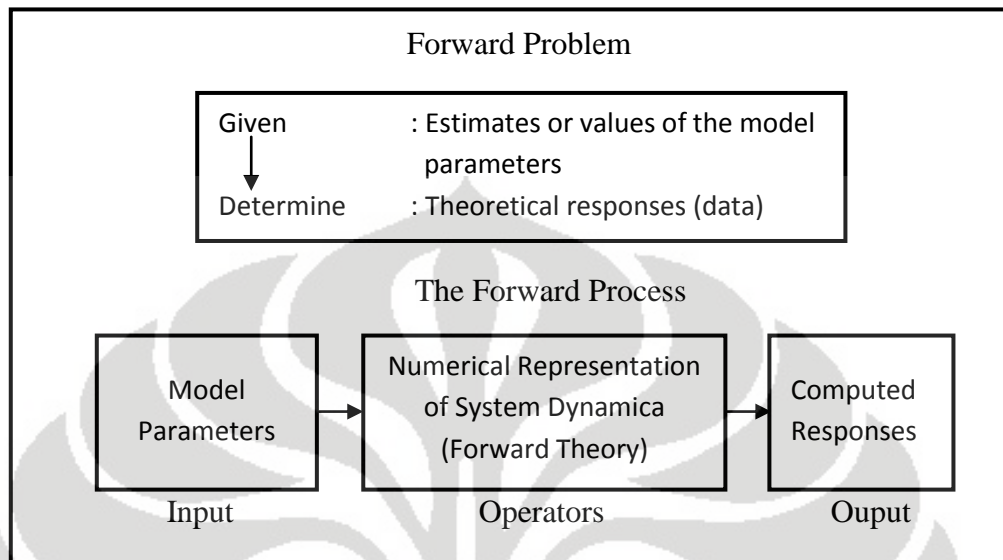 Forward Problem
Given : Estimates or values of the model
parameters
Determine : Theoretical responses (data)
The Forward Process
Model
Parameters
Numerical Representation
of System Dynamica
(Forward Theory)
Computed
Responses
Input Operators Ouput